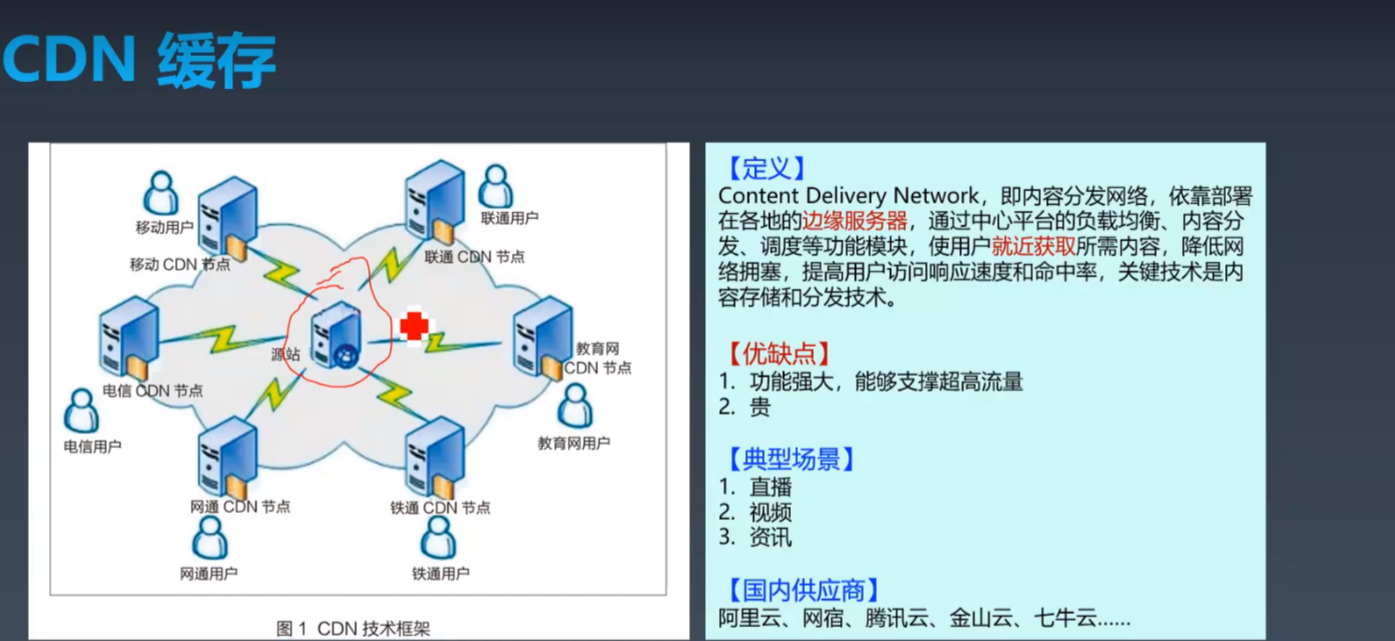 CDN 缓存
移动用户
移动 CDN 节点
联通用户
联通 CDN 节点
源站
教育网
CDN 节点
教育网用户
电信 CDN 节点
电信用户
网通 CDN 节点
网通用户
铁通 CDN 节点
铁通用户
图 1 CDN 技术框架
【定义】
Content Delivery Network，即内容分发网络，依靠部署
在各地的边缘服务器，通过中心平台的负载均衡、内容分
发、调度等功能模块，使用户就近获取所需内容，降低网
络拥塞，提高用户访问响应速度和命中率，关键技术是内
容存储和分发技术。
【优缺点】
1. 功能强大，能够支撑超高流量
2. 贵
【典型场景】
1. 直播
2. 视频
3. 资讯
【国内供应商】
阿里云、网宿、腾讯云、金山云、七牛云......